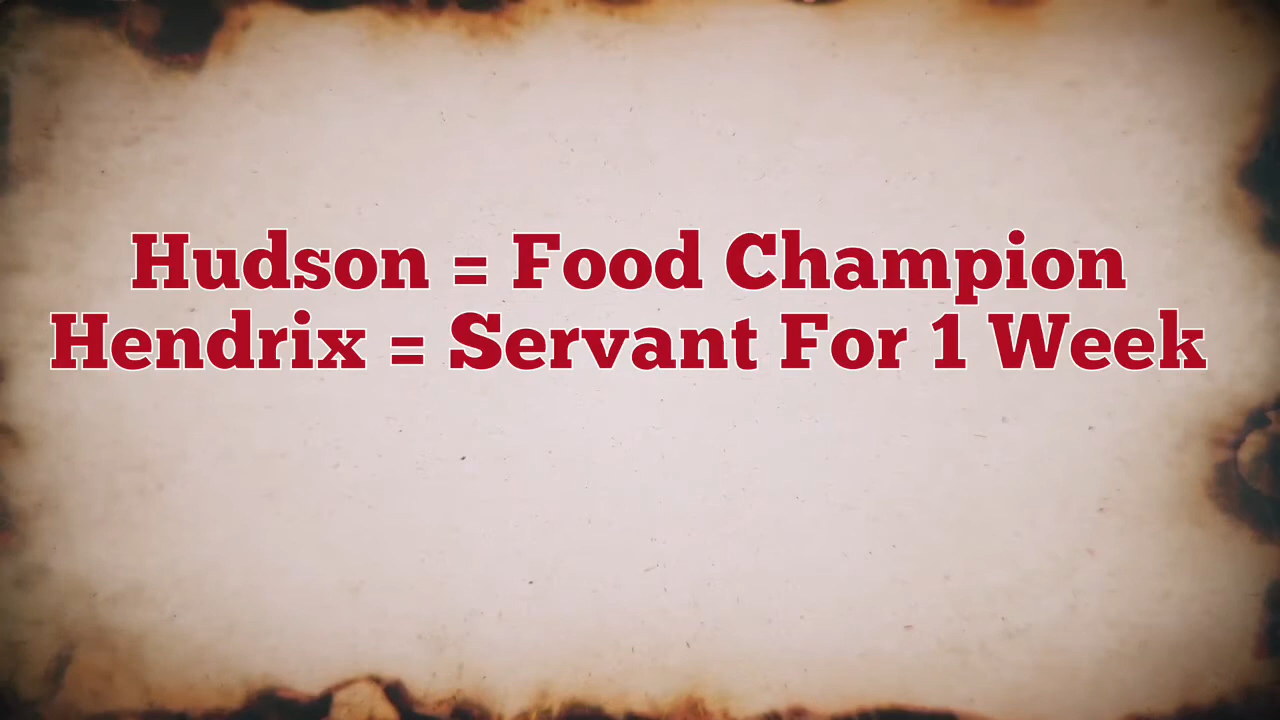 Hudson = Food Champion
Hendrix = Servant For 1 Week